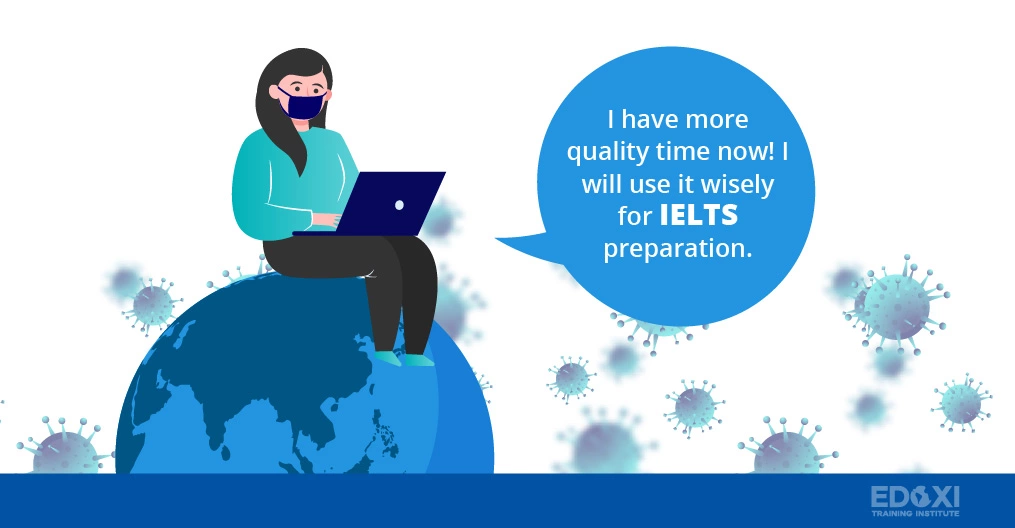 I have more
quality time now! I
will use it wisely
for IELTS
preparation.
EDOXI
TRAINING INSTITUTE